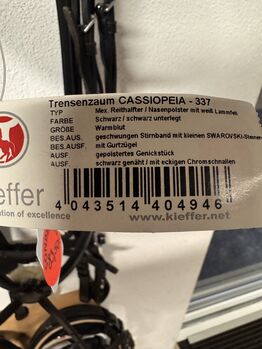 Trensenzaum CASSIOPEIA - 337
TYP Mex. Reithalfter / Nasenpolster mit weiß. Lammfell
FARBE Schwarz / schwarz unterlegt
GRÖßE Warmblut
BES.AUS. geschwungen Stirnband mit kleinen SWAROVSKI-Steinen
BES.AUSF. mit Gurtzügel
AUSF. gepolstertes Genickstück
AUSF. schwarz genäht / mit eckigen Chromschnallen
ieffer
ation of excellence
4 043514 404946
www.kieffer.net